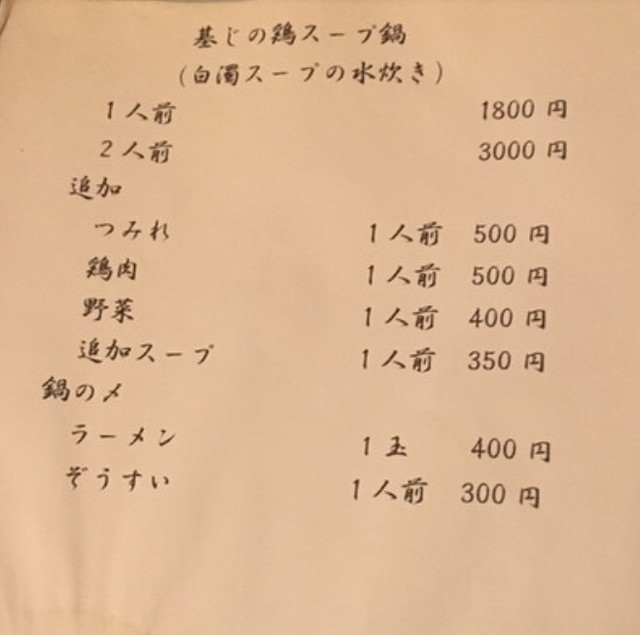 基じの鶏スープ鍋
(白濁スープの水炊き)
1人前 1800円
2人前 3000円
追加
つみれ 1人前 500円
鶏肉 1人前 500円
野菜 1人前 400円
追加スープ 1人前 350円
鍋の〆
ラーメン 1玉 400円
ぞうすい 1人前 300円